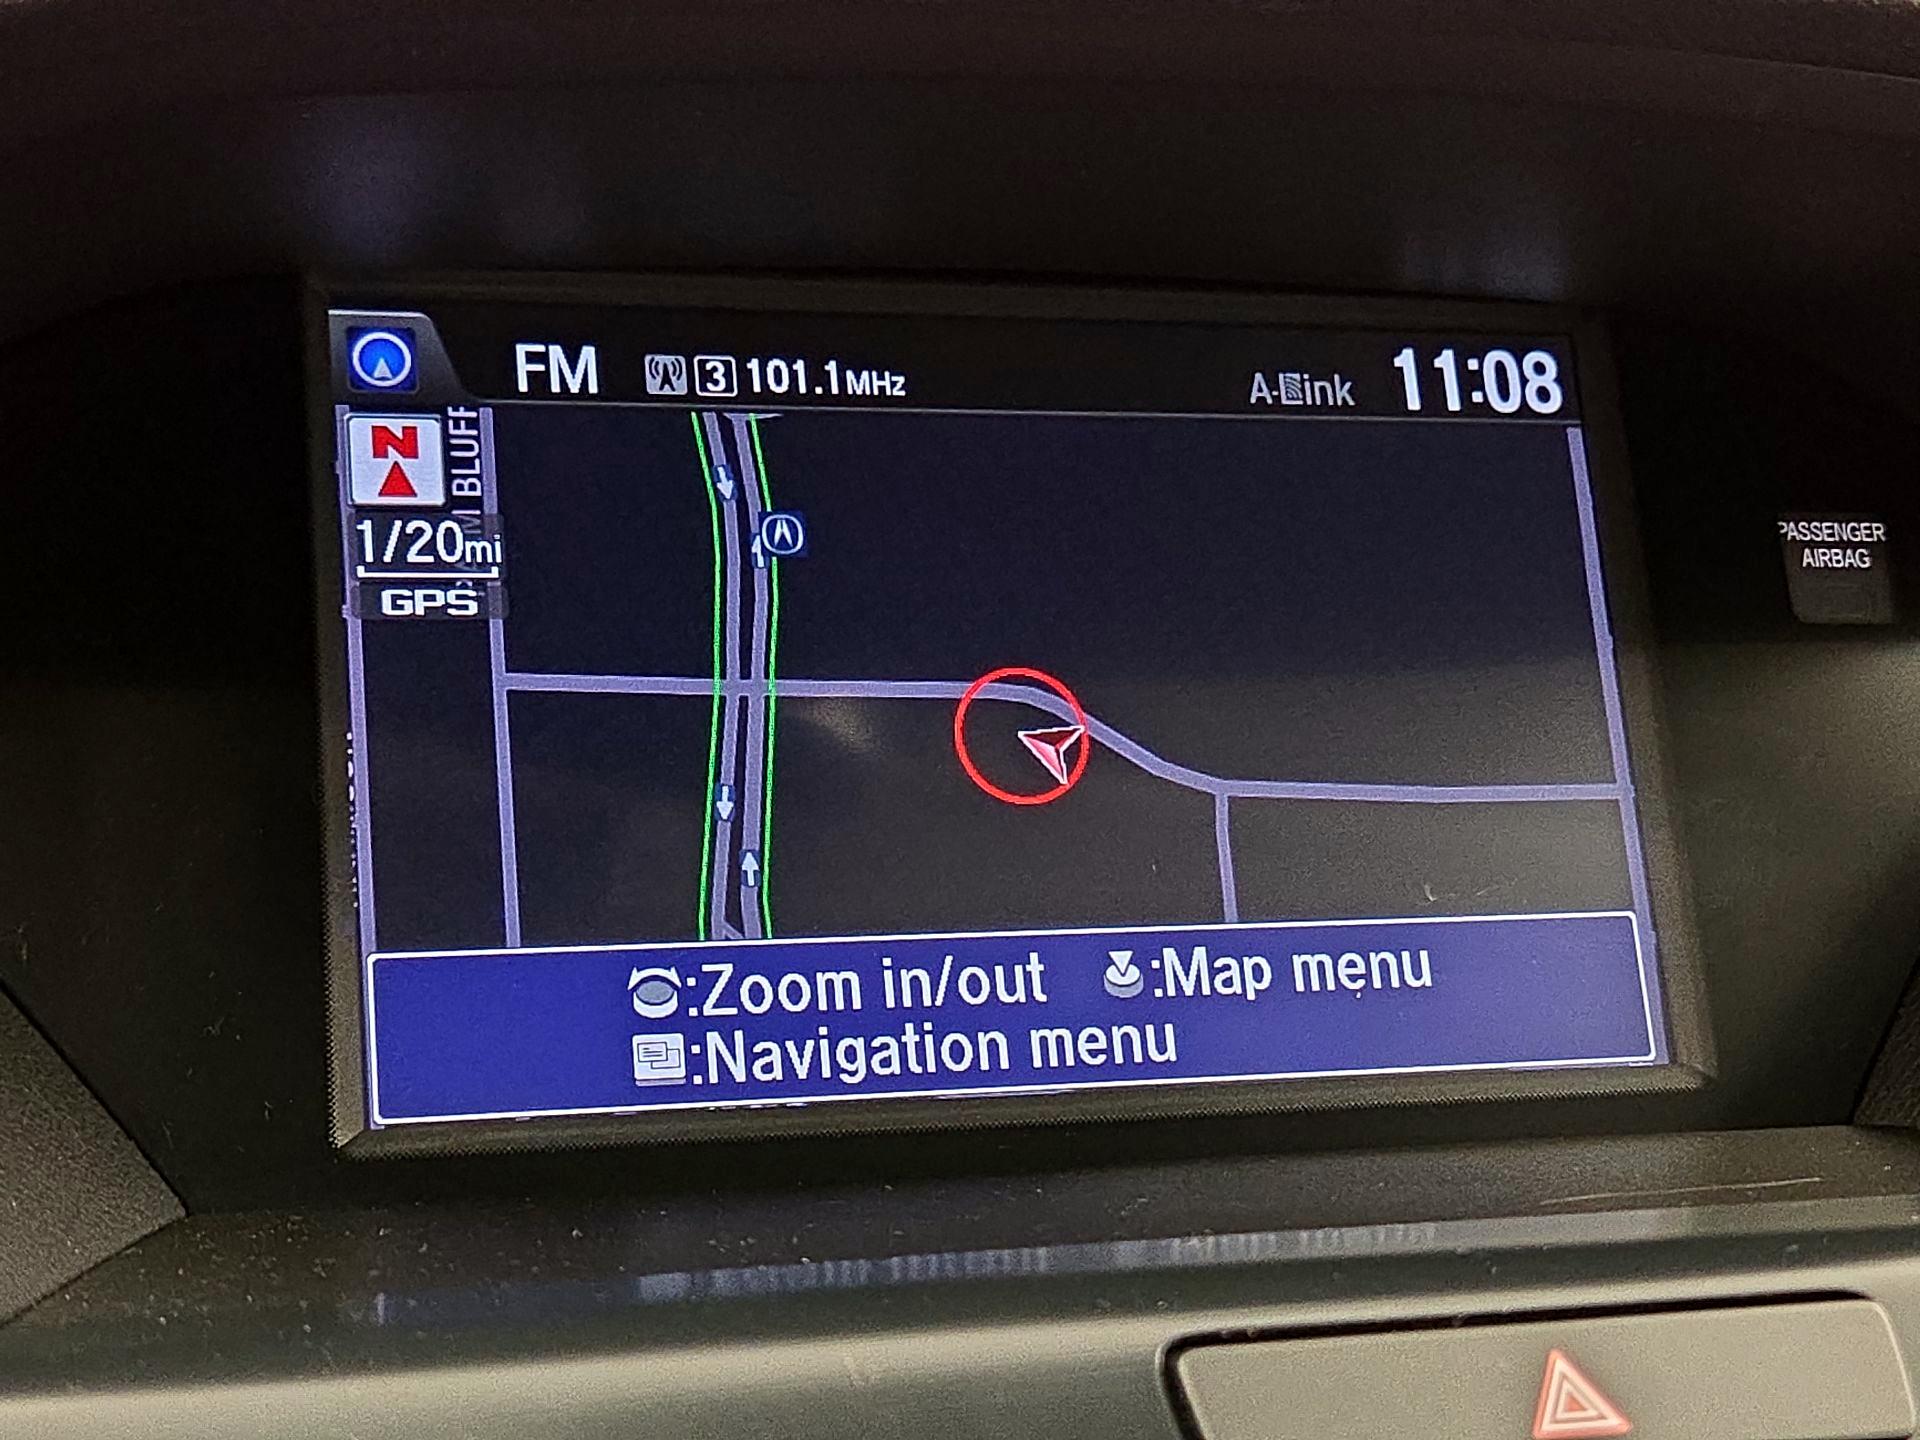 FM 3 101.1MHz A-Link 11:08
N
M BLUFF
1/20mi
GPS
PASSENGER
AIRBAG
:Zoom in/out :Map menu
:Navigation menu